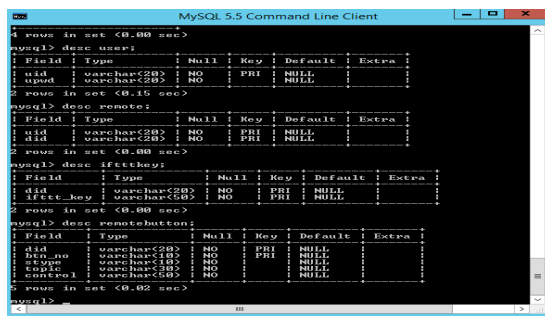 MySQL 5.5 Command Line Client
4 rows in set (0.00 sec)
mysql> desc user;
+-------+-------------+------+-----+---------+-------+
| Field | Type | Null | Key | Default | Extra |
+-------+-------------+------+-----+---------+-------+
| uid | varchar(20) | NO | PRI | NULL | |
| upwd | varchar(20) | NO | | NULL | |
+-------+-------------+------+-----+---------+-------+
2 rows in set (0.15 sec)
mysql> desc remote;
+-------+-------------+------+-----+---------+-------+
| Field | Type | Null | Key | Default | Extra |
+-------+-------------+------+-----+---------+-------+
| uid | varchar(20) | NO | PRI | NULL | |
| did | varchar(20) | NO | PRI | NULL | |
+-------+-------------+------+-----+---------+-------+
2 rows in set (0.00 sec)
mysql> desc iftttkey;
+-----------+-------------+------+-----+---------+-------+
| Field | Type | Null | Key | Default | Extra |
+-----------+-------------+------+-----+---------+-------+
| did | varchar(20) | NO | PRI | NULL | |
| ifttt_key | varchar(50) | NO | PRI | NULL | |
+-----------+-------------+------+-----+---------+-------+
2 rows in set (0.00 sec)
mysql> desc remotebutton;
+---------+-------------+------+-----+---------+-------+
| Field | Type | Null | Key | Default | Extra |
+---------+-------------+------+-----+---------+-------+
| did | varchar(20) | NO | PRI | NULL | |
| btn_no | varchar(10) | NO | PRI | NULL | |
| stype | varchar(10) | NO | | NULL | |
| topic | varchar(30) | NO | | NULL | |
| control | varchar(50) | NO | | NULL | |
+---------+-------------+------+-----+---------+-------+
5 rows in set (0.02 sec)
mysql> _